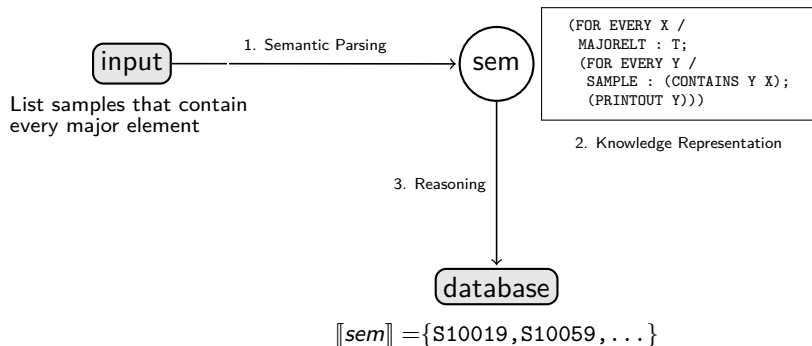 1. Semantic Parsing
input
sem
List samples that contain
every major element
(FOR EVERY X /
MAJORELT : T;
(FOR EVERY Y /
SAMPLE : (CONTAINS Y X);
(PRINTOUT Y)))
2. Knowledge Representation
3. Reasoning
database
⟦sem⟧ ={S10019,S10059,...}